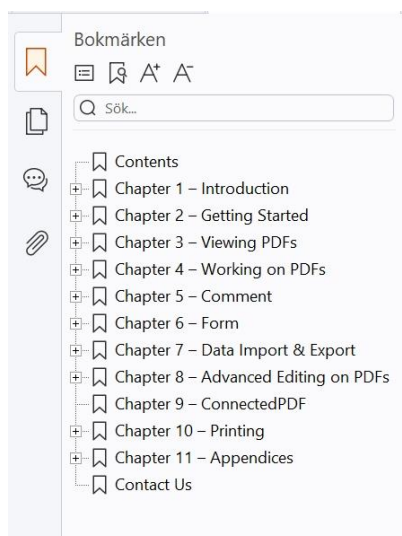 Bokmärken
A+ A-
Sök...
Contents
Chapter 1 – Introduction
Chapter 2 – Getting Started
Chapter 3 – Viewing PDFs
Chapter 4 – Working on PDFs
Chapter 5 – Comment
Chapter 6 – Form
Chapter 7 – Data Import & Export
Chapter 8 – Advanced Editing on PDFs
Chapter 9 – ConnectedPDF
Chapter 10 – Printing
Chapter 11 – Appendices
Contact Us